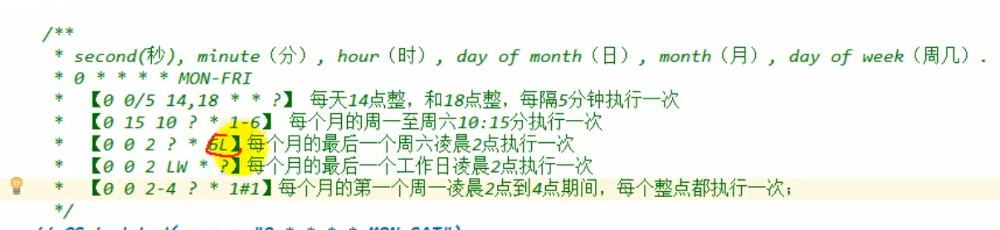 /**
* second(秒), minute（分）, hour（时）, day of month（日）, month（月）, day of week（周几）.
* 0 * * * * MON-FRI
* 【0 0/5 14,18 * * ?】 每天14点整，和18点整，每隔5分钟执行一次
* 【0 15 10 ? * 1-6】 每个月的周一至周六10:15分执行一次
* 【0 0 2 ? * 6L】每个月的最后一个周六凌晨2点执行一次
* 【0 0 2 LW * ?】每个月的最后一个工作日凌晨2点执行一次
* 【0 0 2-4 ? * 1#1】每个月的第一个周一凌晨2点到4点期间，每个整点都执行一次；
*/